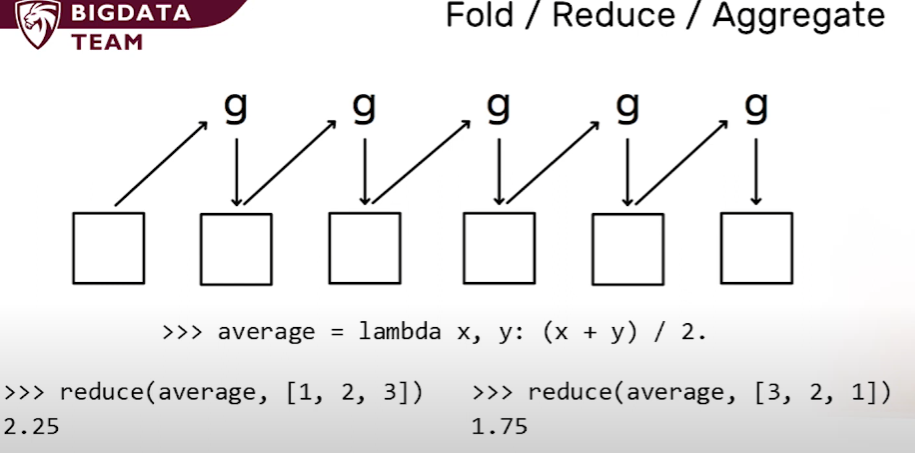 BIGDATA
TEAM
Fold / Reduce / Aggregate
g g g g g
>>> average = lambda x, y: (x + y) / 2.
>>> reduce(average, [1, 2, 3])
2.25
>>> reduce(average, [3, 2, 1])
1.75